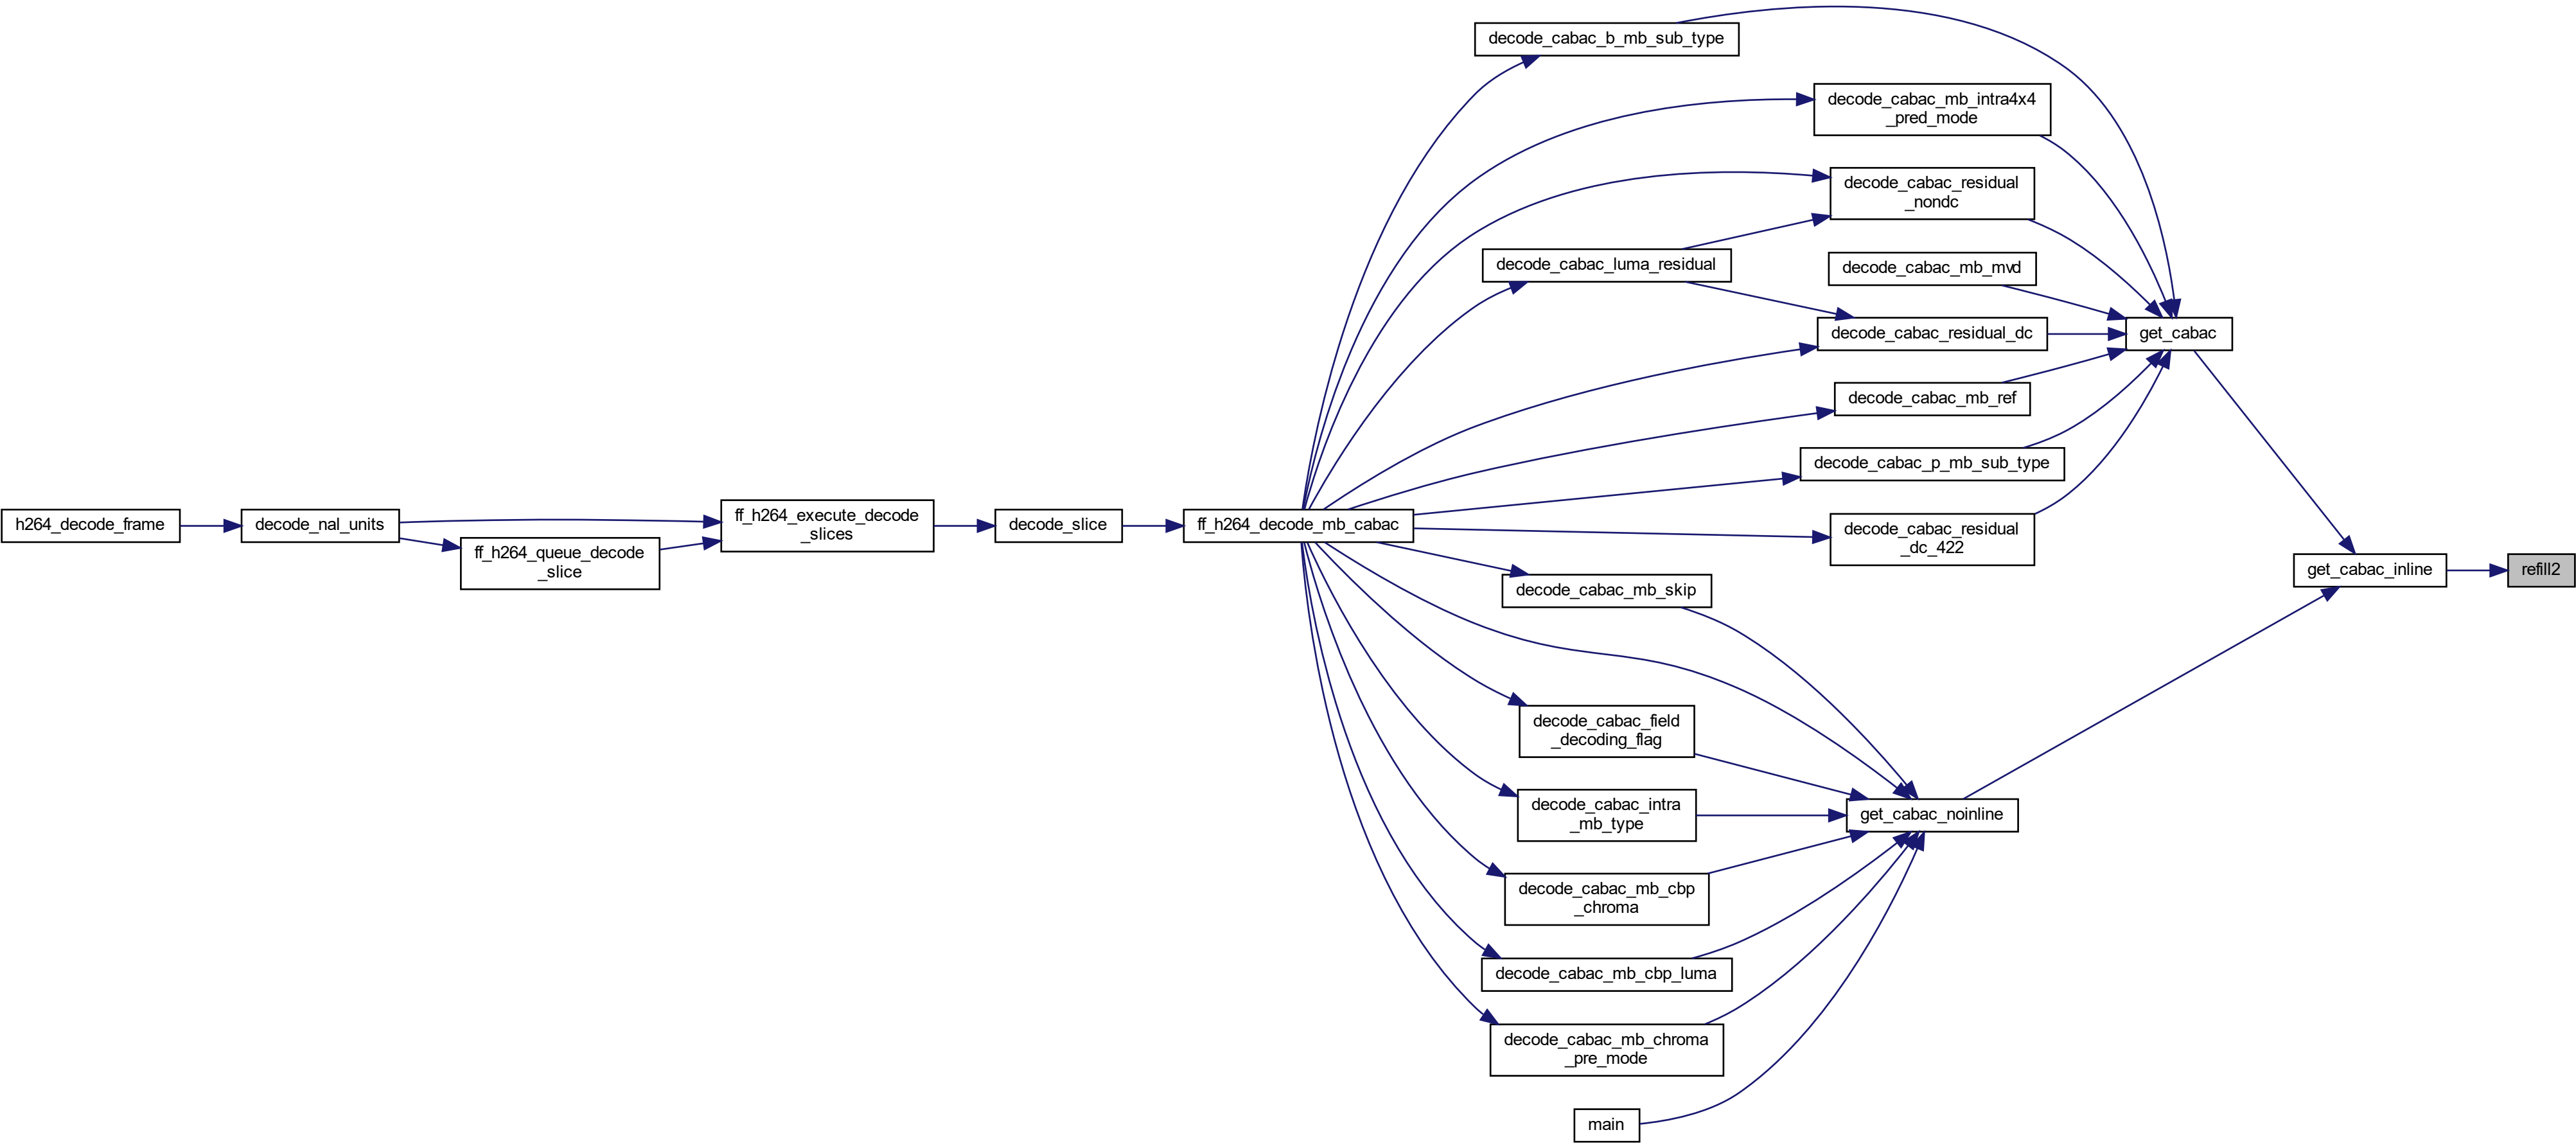 decode_cabac_b_mb_sub_type
decode_cabac_mb_intra4x4
_pred_mode
decode_cabac_residual
_nondc
decode_cabac_luma_residual
decode_cabac_mb_mvd
decode_cabac_residual_dc
get_cabac
decode_cabac_mb_ref
decode_cabac_p_mb_sub_type
h264_decode_frame
decode_nal_units
ff_h264_queue_decode
_slice
ff_h264_execute_decode
_slices
decode_slice
ff_h264_decode_mb_cabac
decode_cabac_residual
_dc_422
get_cabac_inline
refill2
decode_cabac_mb_skip
decode_cabac_field
_decoding_flag
decode_cabac_intra
_mb_type
get_cabac_noinline
decode_cabac_mb_cbp
_chroma
decode_cabac_mb_cbp_luma
decode_cabac_mb_chroma
_pre_mode
main